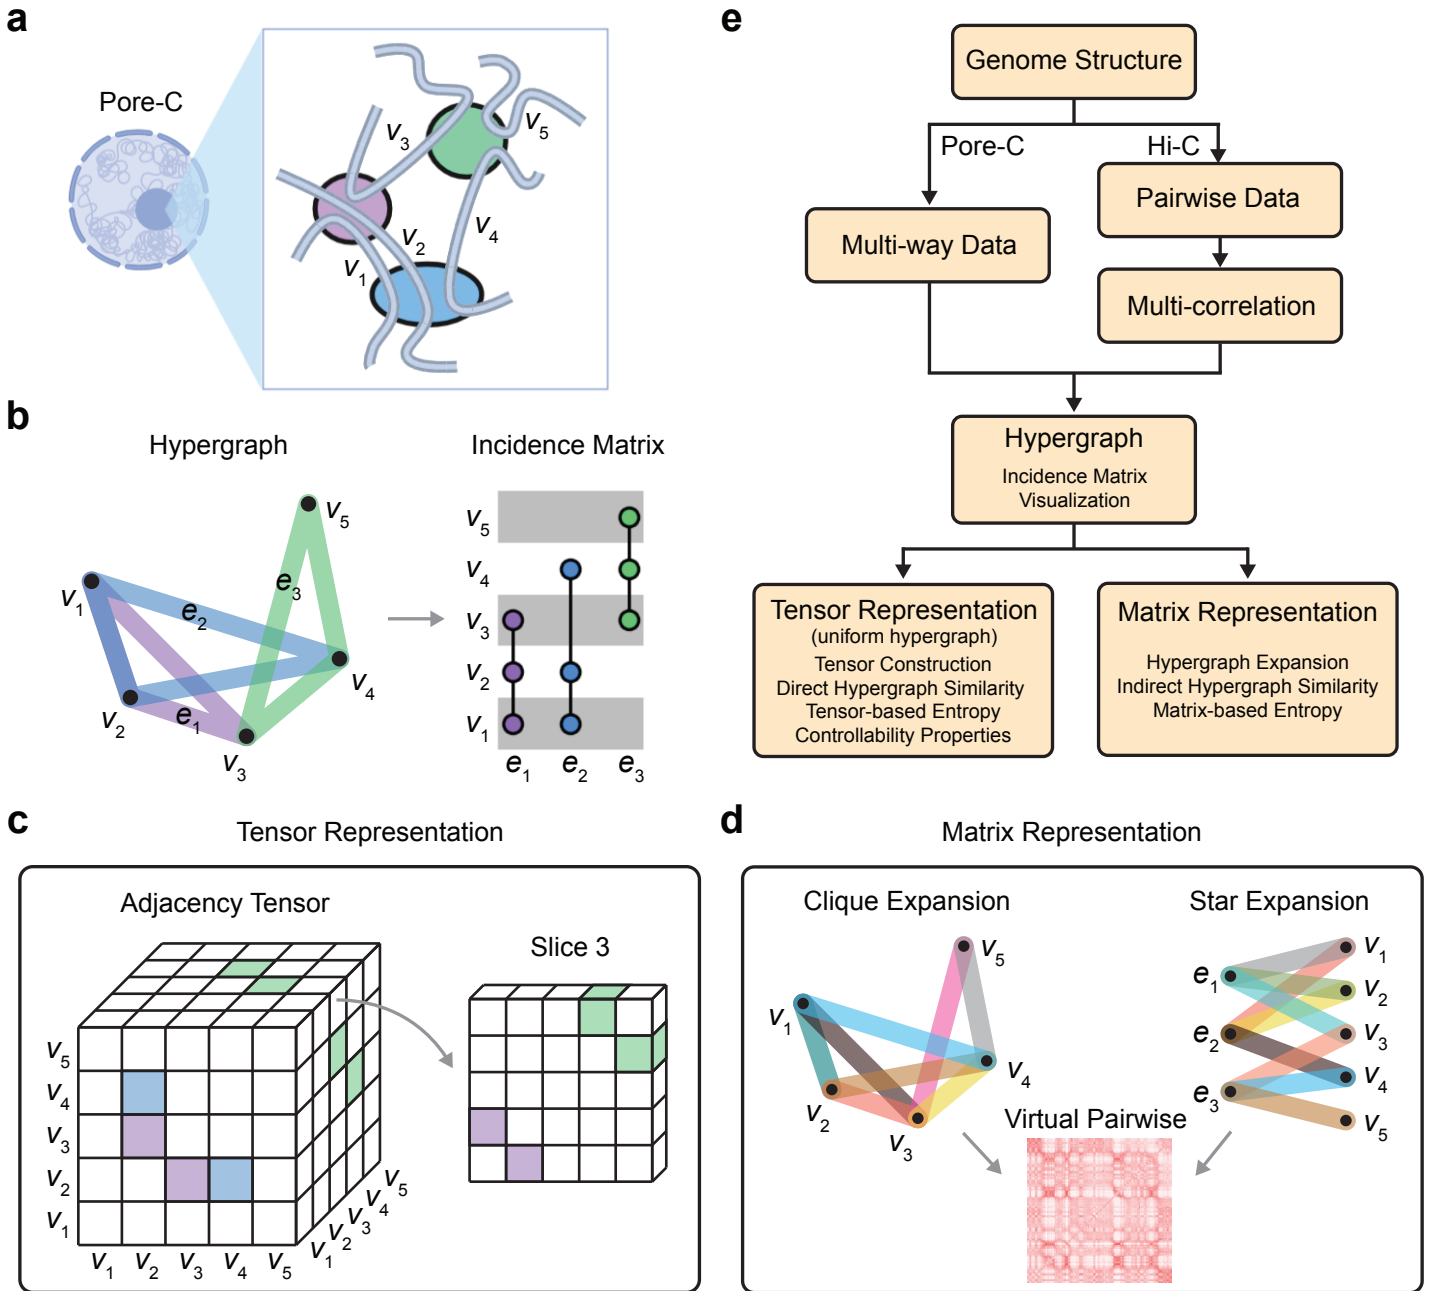 a
Pore-C
v3
v5
v2
v4
v1
b
Hypergraph
Incidence Matrix
v5
v1
e3
e2
v4
v2
e1
v3
v5
v4
v3
v2
v1
e1 e2 e3
c
Tensor Representation
Adjacency Tensor
Slice 3
v5
v4
v3
v2
v1
v1 v2 v3 v4 v5
v1 v2 v3 v4 v5
d
Matrix Representation
Clique Expansion
Star Expansion
v5
v1
v4
v2
v3
e1
e2
e3
v1
v2
v3
v4
v5
Virtual Pairwise
e
Genome Structure
Pore-C
Hi-C
Pairwise Data
Multi-way Data
Multi-correlation
Hypergraph
Incidence Matrix
Visualization
Tensor Representation
(uniform hypergraph)
Tensor Construction
Direct Hypergraph Similarity
Tensor-based Entropy
Controllability Properties
Matrix Representation
Hypergraph Expansion
Indirect Hypergraph Similarity
Matrix-based Entropy